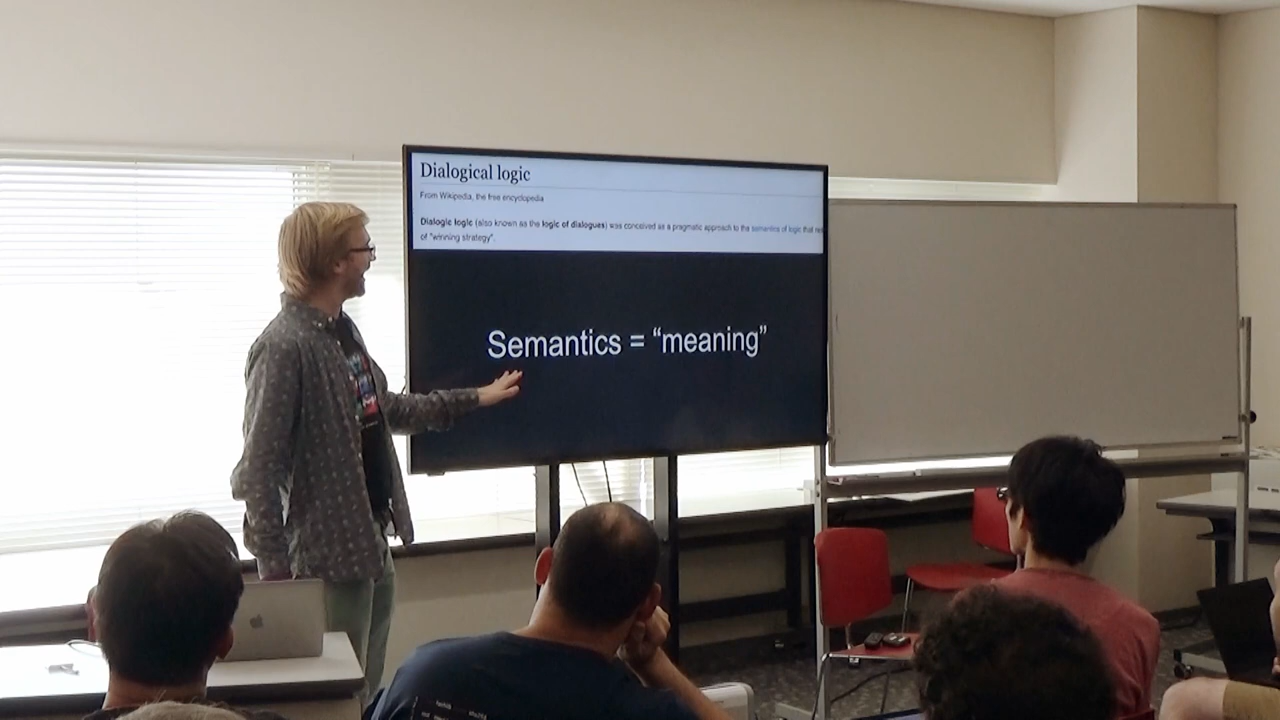 Dialogical logic
From Wikipedia, the free encyclopedia
Dialogic logic (also known as the logic of dialogues) was conceived as a pragmatic approach to the semantics of logic that
of "winning strategy".
Semantics = “meaning”